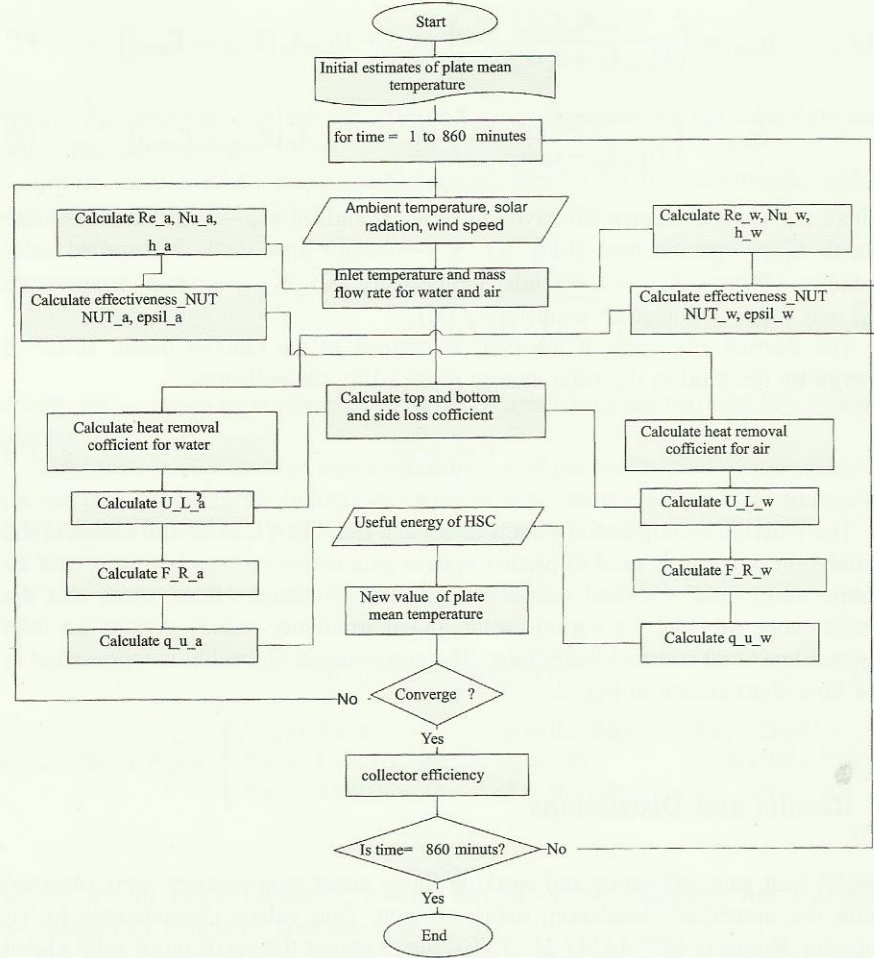 Start
Initial estimates of plate mean
temperature
for time = 1 to 860 minutes
Ambient temperature, solar
radation, wind speed
Calculate Re_a, Nu_a,
h_a
Calculate Re_w, Nu_w,
h_w
Inlet temperature and mass
flow rate for water and air
Calculate effectiveness_NUT
NUT_a, epsil_a
Calculate effectiveness_NUT
NUT_w, epsil_w
Calculate top and bottom
and side loss cofficient
Calculate heat removal
cofficient for water
Calculate heat removal
cofficient for air
Calculate U_L_a
Calculate U_L_w
Useful energy of HSC
Calculate F_R_a
Calculate F_R_w
New value of plate
mean temperature
Calculate q_u_a
Calculate q_u_w
No
Converge ?
Yes
collector efficiency
Is time= 860 minuts?
No
Yes
End